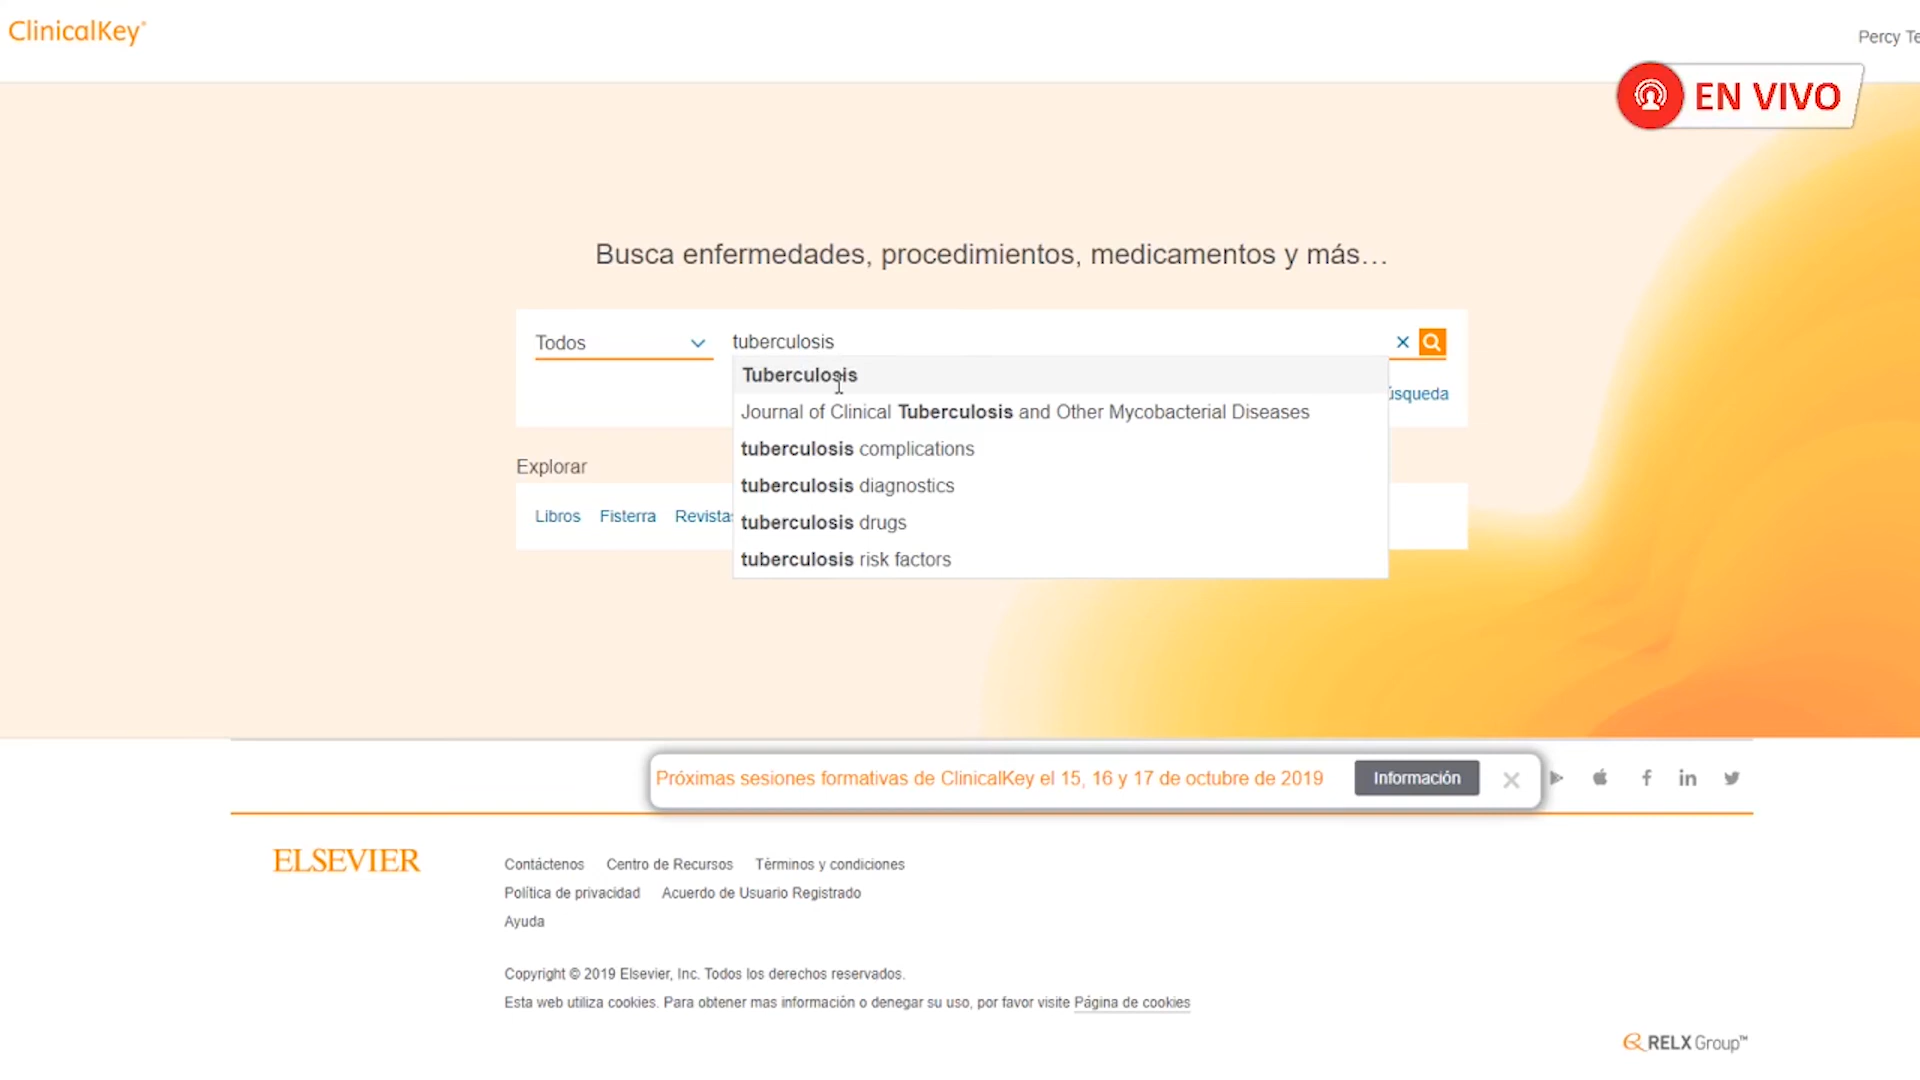 ClinicalKey®
Percy Te
EN VIVO
Busca enfermedades, procedimientos, medicamentos y más…
Todos
tuberculosis
Tuberculosis
Journal of Clinical Tuberculosis and Other Mycobacterial Diseases
úsqueda
tuberculosis complications
Explorar
tuberculosis diagnostics
Libros Fisterra Revistas
tuberculosis drugs
tuberculosis risk factors
Próximas sesiones formativas de ClinicalKey el 15, 16 y 17 de octubre de 2019 Información
ELSEVIER
Contáctenos Centro de Recursos Términos y condiciones
Política de privacidad Acuerdo de Usuario Registrado
Ayuda
Copyright © 2019 Elsevier, Inc. Todos los derechos reservados.
Esta web utiliza cookies. Para obtener mas información o denegar su uso, por favor visite Página de cookies
RELX Group™